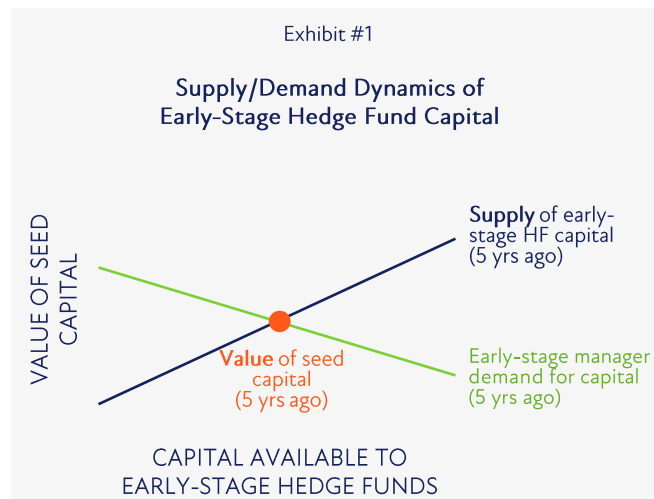 Exhibit #1
Supply/Demand Dynamics of
Early-Stage Hedge Fund Capital
VALUE OF SEED
CAPITAL
Supply of early-
stage HF capital
(5 yrs ago)
Value of seed
capital
(5 yrs ago)
Early-stage manager
demand for capital
(5 yrs ago)
CAPITAL AVAILABLE TO
EARLY-STAGE HEDGE FUNDS